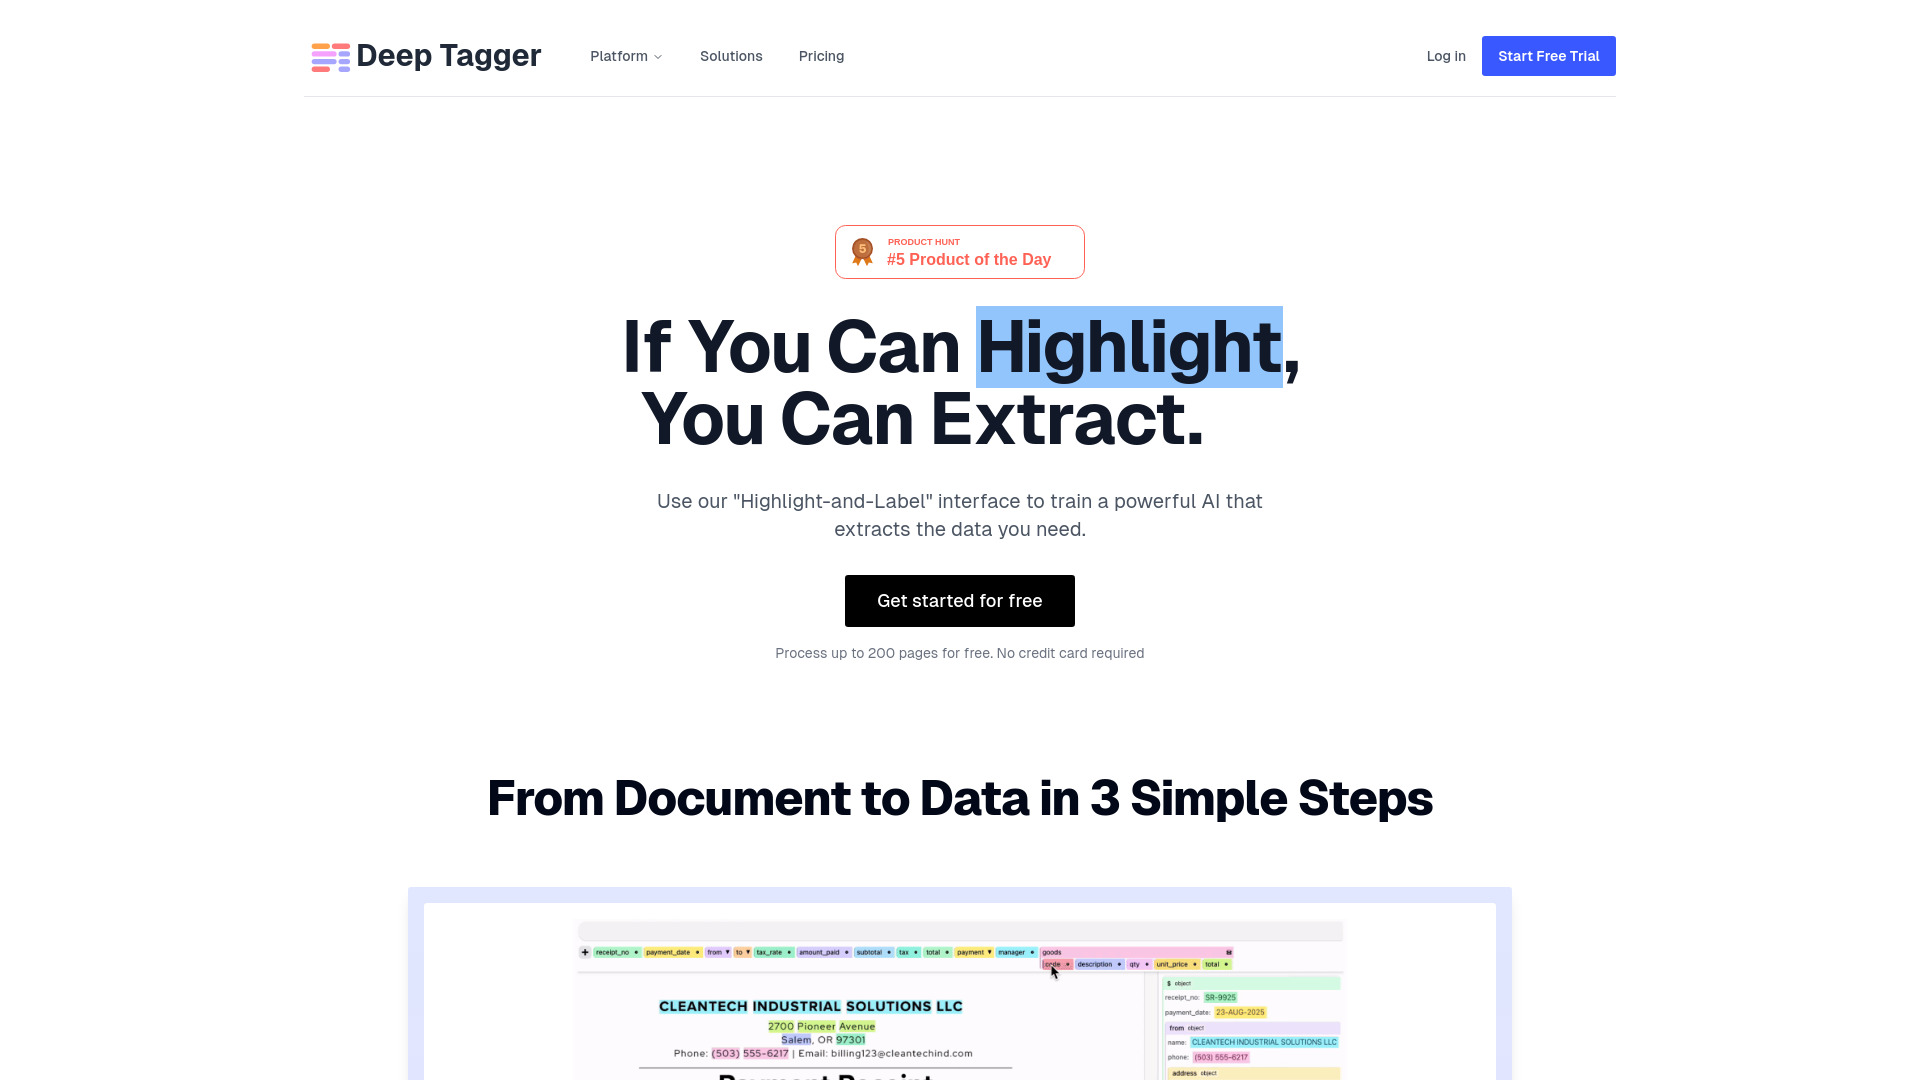 Deep Tagger
Platform
Solutions
Pricing
Log in
Start Free Trial
5
PRODUCT HUNT
#5 Product of the Day
If You Can Highlight,
You Can Extract.
Use our "Highlight-and-Label" interface to train a powerful AI that
extracts the data you need.
Get started for free
Process up to 200 pages for free. No credit card required
From Document to Data in 3 Simple Steps
receipt_no payment_date from to tax_rate amount_paid subtotal tax total payment manager goods
description qty unit_price total
CLEANTECH INDUSTRIAL SOLUTIONS LLC
2700 Pioneer Avenue
Salem, OR 97301
Phone: (503) 555-6217 | Email: billing123@cleantechind.com
Payment Receipt
$ object
receipt_no: SR-9925
payment_date: 23-AUG-2025
from object
name: CLEANTECH INDUSTRIAL SOLUTIONS LLC
phone: (503) 555-6217
address object